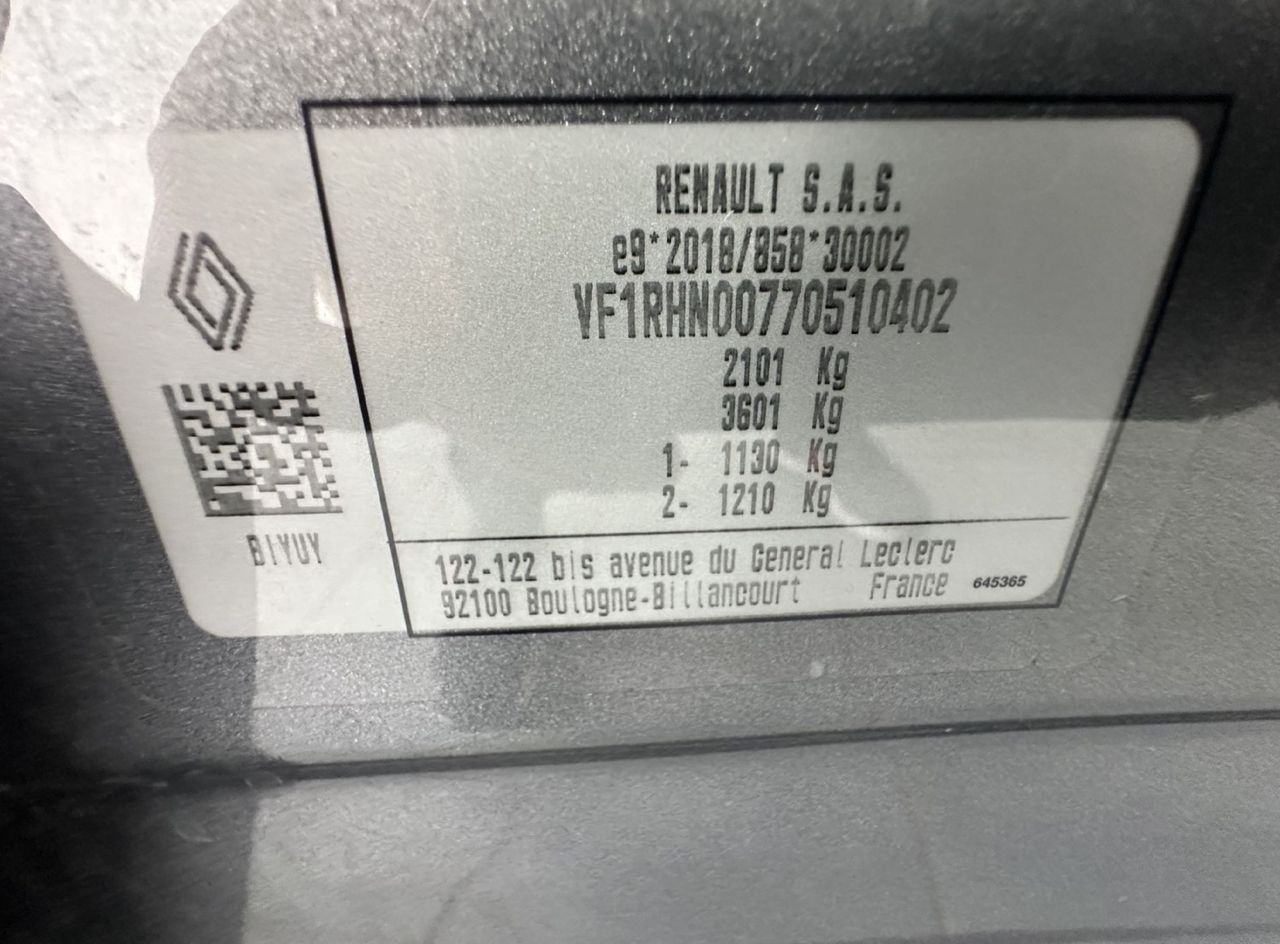 RENAULT S.A.S.
e9*2018/858*30002
VF1RHN00770510402
2101 Kg
3601 Kg
1- 1130 Kg
2- 1210 Kg
BIYUY
122-122 bis avenue du General Leclerc
92100 Boulogne-Billancourt France 645365